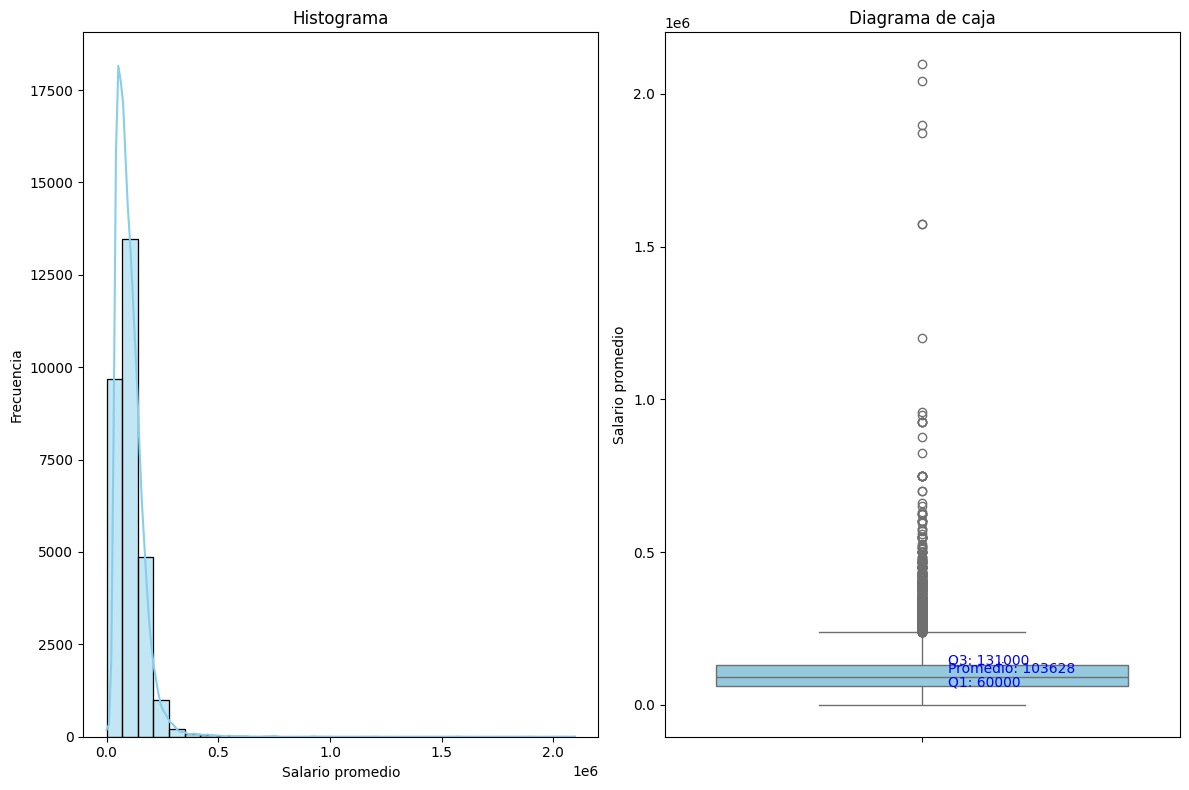 Histograma
Frecuencia
17500
15000
12500
10000
7500
5000
2500
0
0.0
0.5
1.0
1.5
2.0
1e6
Salario promedio
Diagrama de caja
1e6
Salario promedio
2.0
1.5
1.0
0.5
0.0
Q3: 131000
Promedio: 103628
Q1: 60000